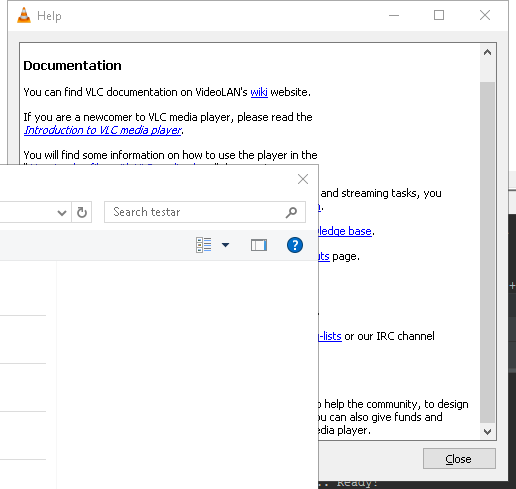 Help
Documentation
You can find VLC documentation on VideoLAN's wiki website.
If you are a newcomer to VLC media player, please read the
Introduction to VLC media player.
You will find some information on how to use the player in the
and streaming tasks, you
Search testar
ledge base.
page.
-lists or our IRC channel
help the community, to design
can also give funds and
media player.
Close
Ready!